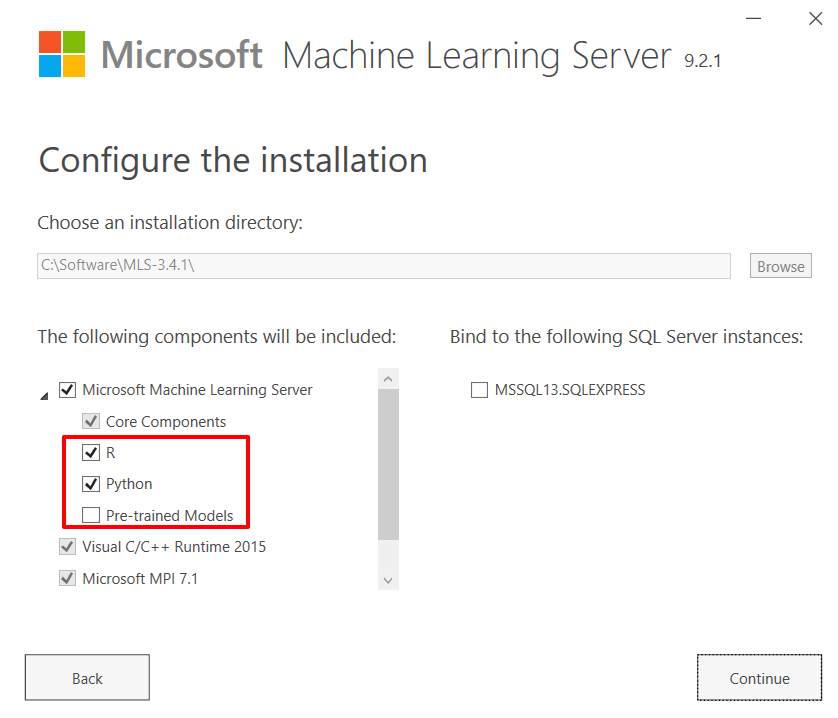 Microsoft Machine Learning Server 9.2.1
Configure the installation
Choose an installation directory:
C:\Software\MLS-3.4.1\
Browse
The following components will be included:
Microsoft Machine Learning Server
Core Components
R
Python
Pre-trained Models
Visual C/C++ Runtime 2015
Microsoft MPI 7.1
Bind to the following SQL Server instances:
MSSQL13.SQLEXPRESS
Back
Continue